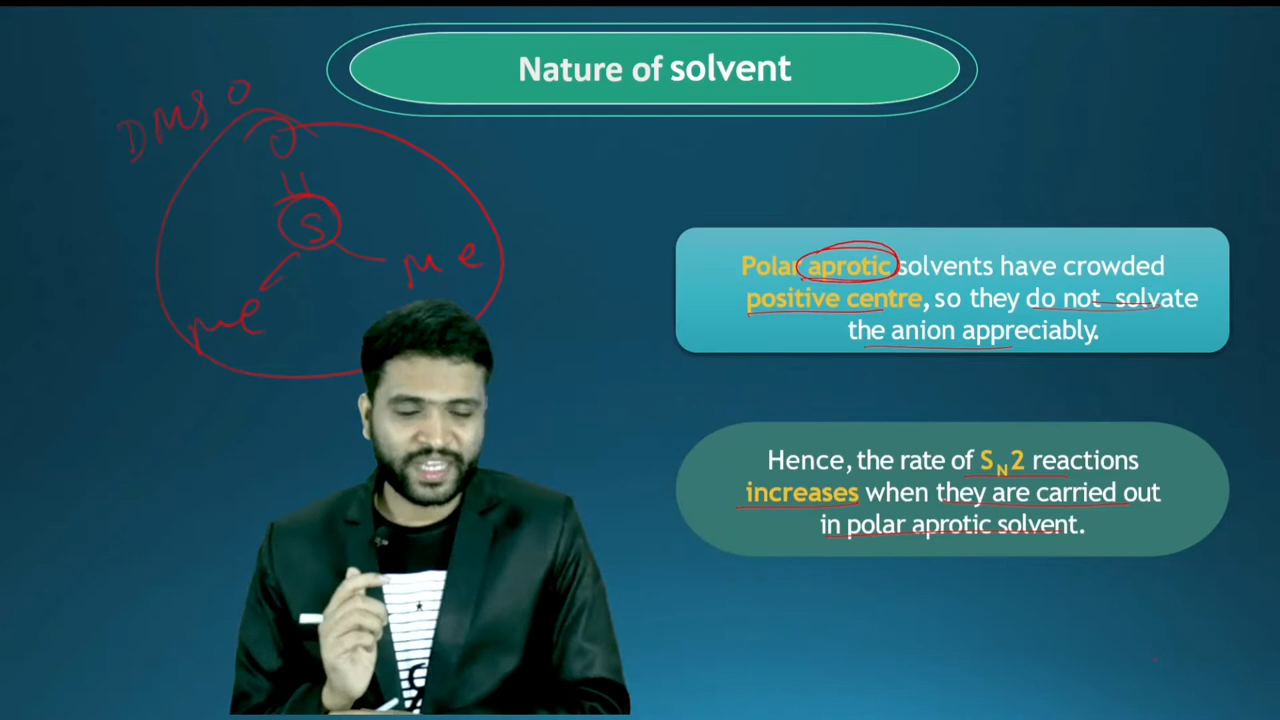 Nature of solvent
DMSO
O
S
Me
Me
Polar aprotic solvents have crowded
positive centre, so they do not solvate
the anion appreciably.
Hence, the rate of SN2 reactions
increases when they are carried out
in polar aprotic solvent.